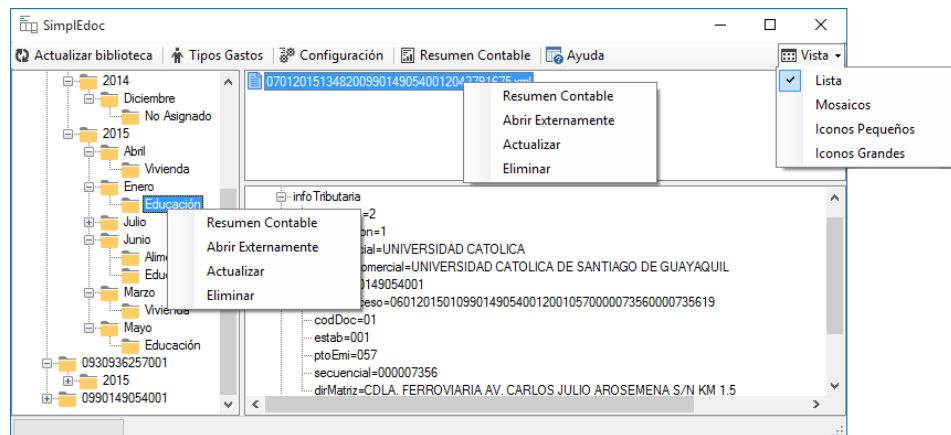 SimplEdoc
Actualizar biblioteca Tipos Gastos Configuración Resumen Contable Ayuda Vista
Lista
Mosaicos
Iconos Pequeños
Iconos Grandes
2014
Diciembre
No Asignado
2015
Abril
Vivienda
Enero
Educación
Julio
Junio
Alime
Educ
Marzo
Vivienda
Mayo
Educación
0930936257001
2015
0990149054001
Resumen Contable
Abrir Externamente
Actualizar
Eliminar
Resumen Contable
Abrir Externamente
Actualizar
Eliminar
infoTributaria
=2
on=1
cial=UNIVERSIDAD CATOLICA
omercial=UNIVERSIDAD CATOLICA DE SANTIAGO DE GUAYAQUIL
0149054001
ceso=0601201501099014905400120010570000073560000735619
codDoc=01
estab=001
ptoEmi=057
secuencial=000007356
dirMatriz=CDLA. FERROVIARIA AV. CARLOS JULIO AROSEMENA S/N KM 1.5